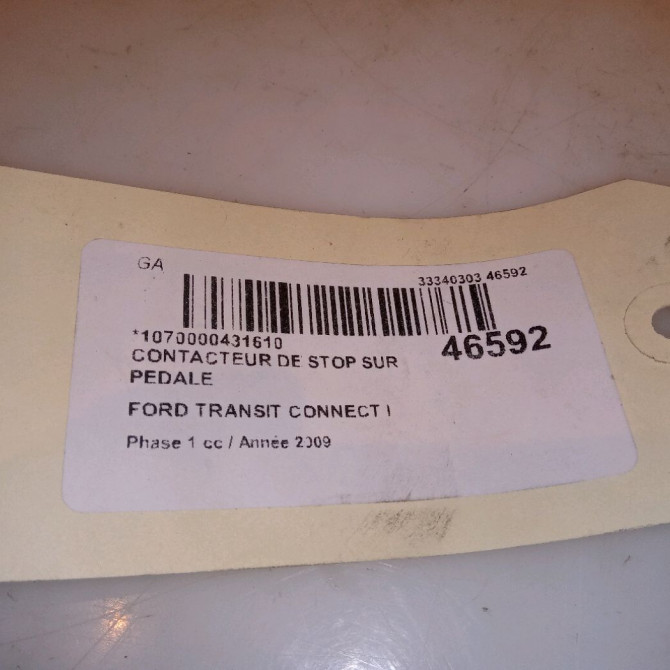 GA
33340303 46592
*1070000431610
46592
CONTACTEUR DE STOP SUR
PEDALE
FORD TRANSIT CONNECT I
Phase 1 cc / Année 2009